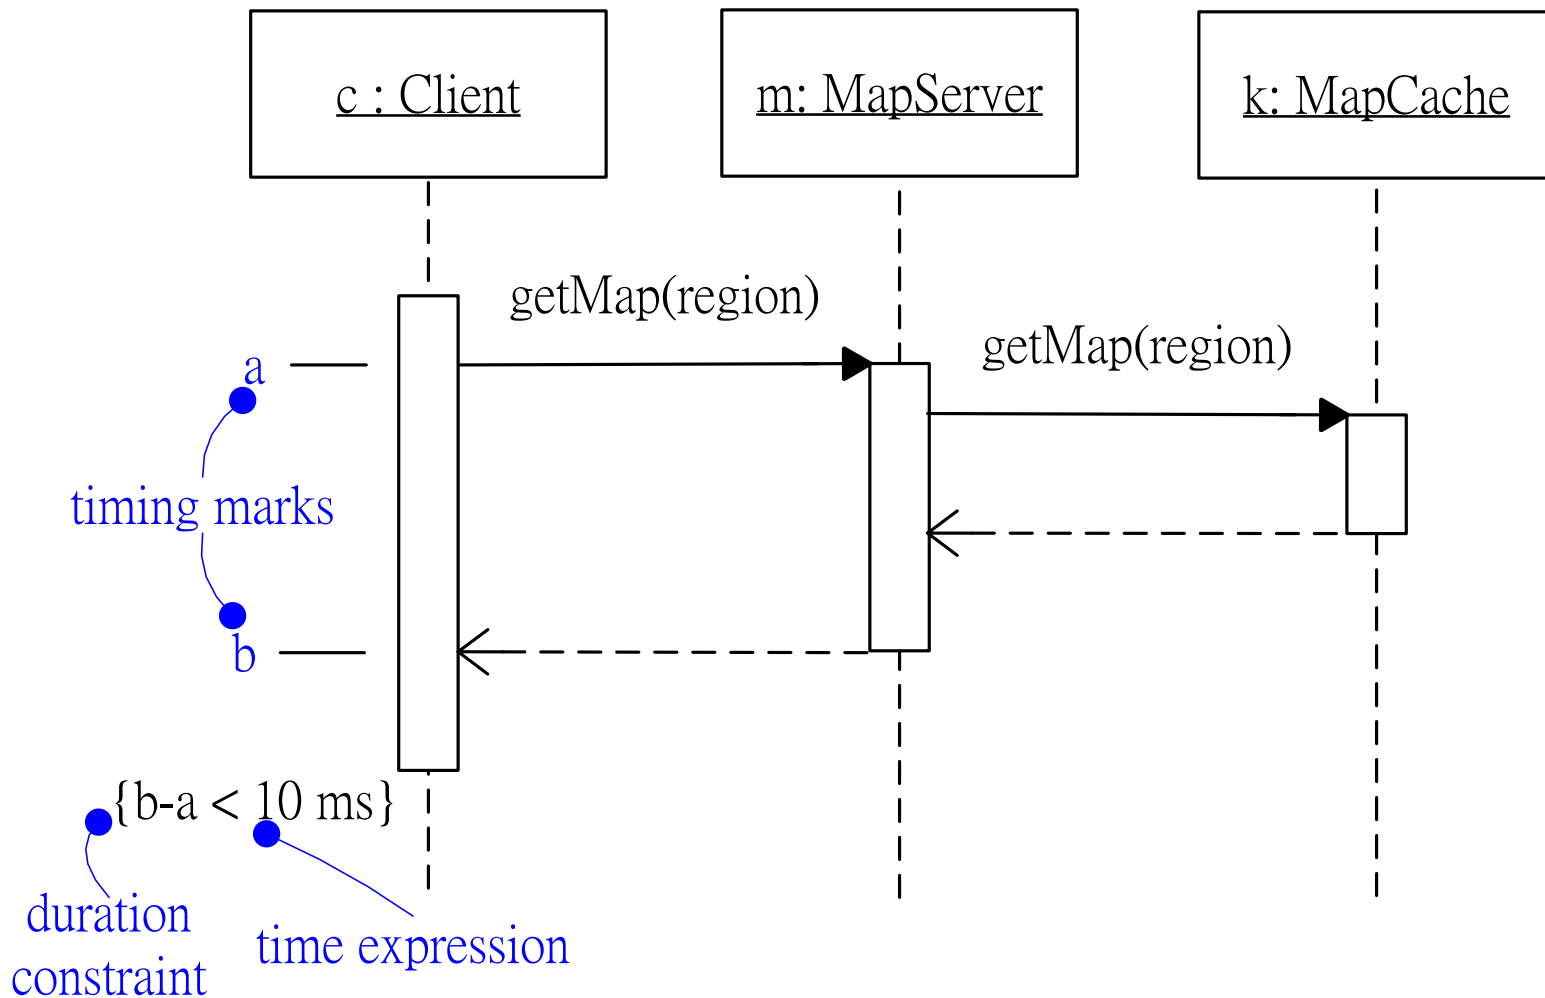 c : Client
m: MapServer
k: MapCache
getMap(region)
getMap(region)
a
timing marks
b
{b-a < 10 ms}
duration
constraint
time expression